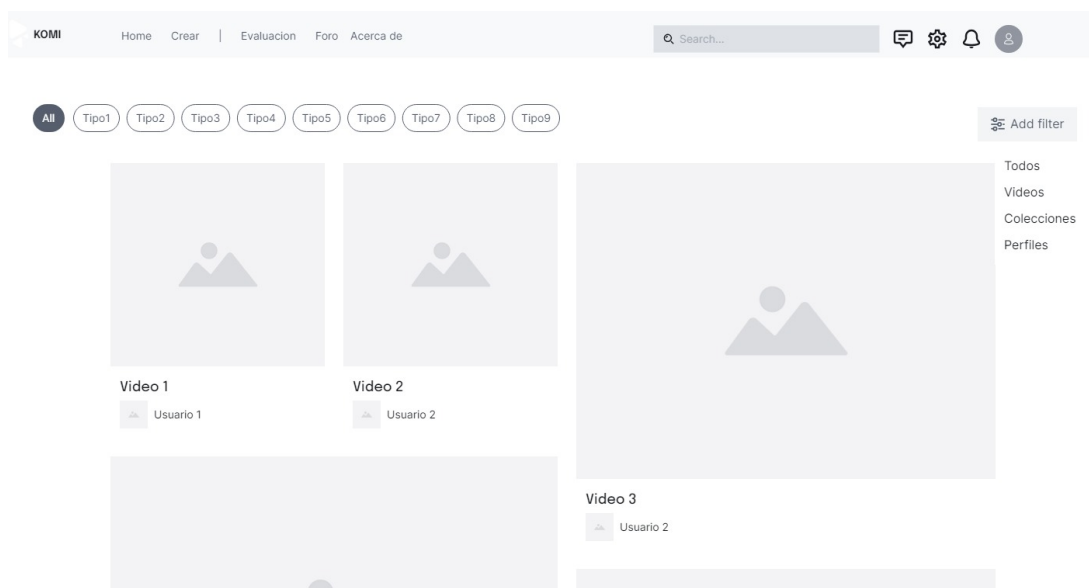 KOMI Home Crear | Evaluacion Foro Acerca de Search...
All Tipo1 Tipo2 Tipo3 Tipo4 Tipo5 Tipo6 Tipo7 Tipo8 Tipo9 Add filter
Todos
Videos
Colecciones
Perfiles
Video 1
Usuario 1
Video 2
Usuario 2
Video 3
Usuario 2